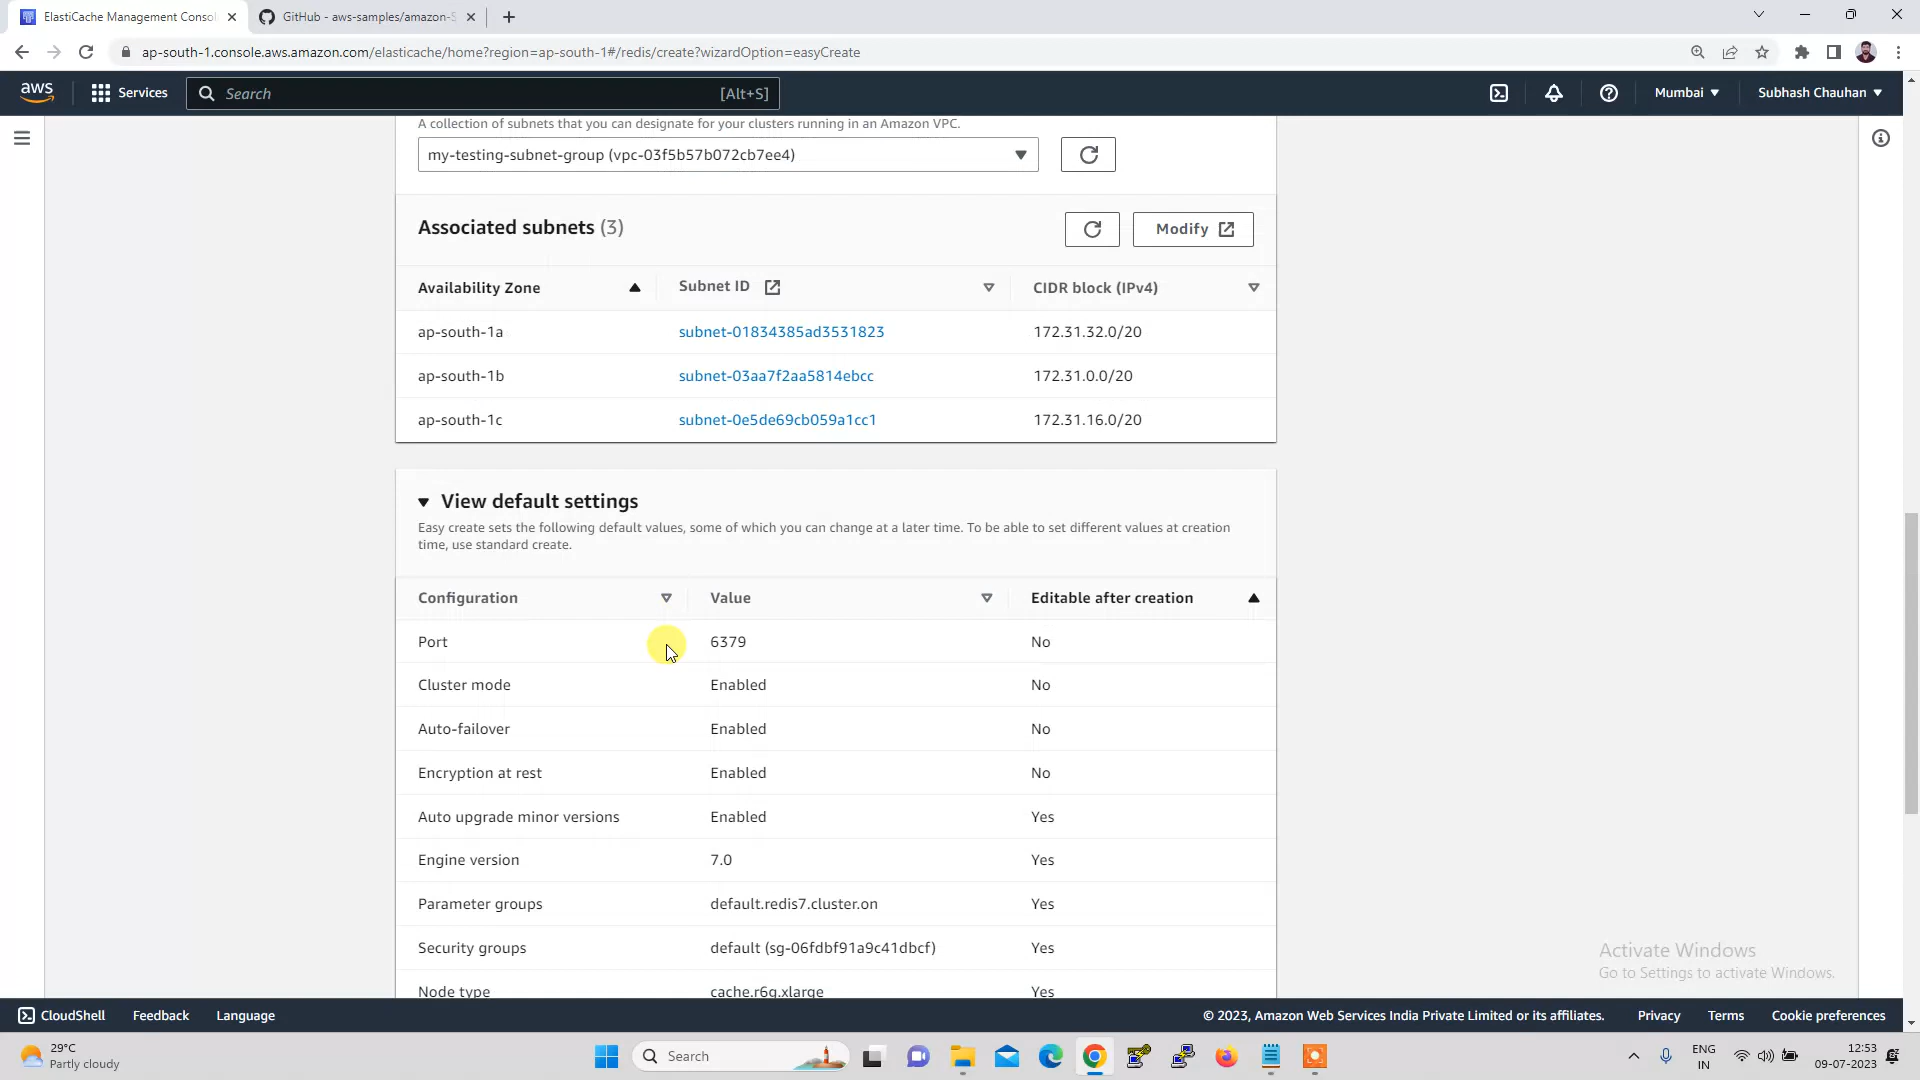 ElastiCache Management Consol
GitHub - aws-samples/amazon-S
ap-south-1.console.aws.amazon.com/elasticache/home?region=ap-south-1#/redis/create?wizardOption=easyCreate
aws
Services
Search
[Alt+S]
Mumbai
Subhash Chauhan
A collection of subnets that you can designate for your clusters running in an Amazon VPC.
my-testing-subnet-group (vpc-03f5b57b072cb7ee4)
Associated subnets (3)
Modify
Availability Zone
Subnet ID
CIDR block (IPv4)
ap-south-1a
subnet-01834385ad3531823
172.31.32.0/20
ap-south-1b
subnet-03aa7f2aa5814ebcc
172.31.0.0/20
ap-south-1c
subnet-0e5de69cb059a1cc1
172.31.16.0/20
View default settings
Easy create sets the following default values, some of which you can change at a later time. To be able to set different values at creation
time, use standard create.
Configuration
Value
Editable after creation
Port
6379
No
Cluster mode
Enabled
No
Auto-failover
Enabled
No
Encryption at rest
Enabled
No
Auto upgrade minor versions
Enabled
Yes
Engine version
7.0
Yes
Parameter groups
default.redis7.cluster.on
Yes
Security groups
default (sg-06fdbf91a9c41dbcf)
Yes
Node type
cache.r6g.xlarge
Yes
Activate Windows
Go to Settings to activate Windows.
CloudShell
Feedback
Language
© 2023, Amazon Web Services India Private Limited or its affiliates.
Privacy
Terms
Cookie preferences
29°C
Partly cloudy
Search
ENG
IN
12:53
09-07-2023